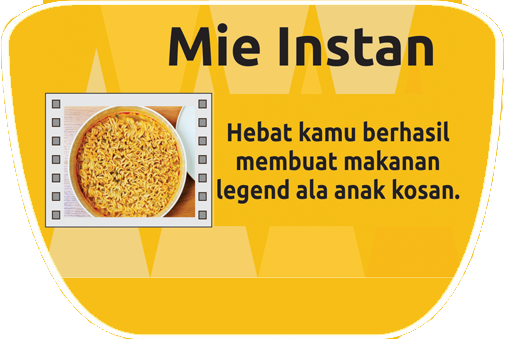 Mie Instan
Hebat kamu berhasil
membuat makanan
legend ala anak kosan.